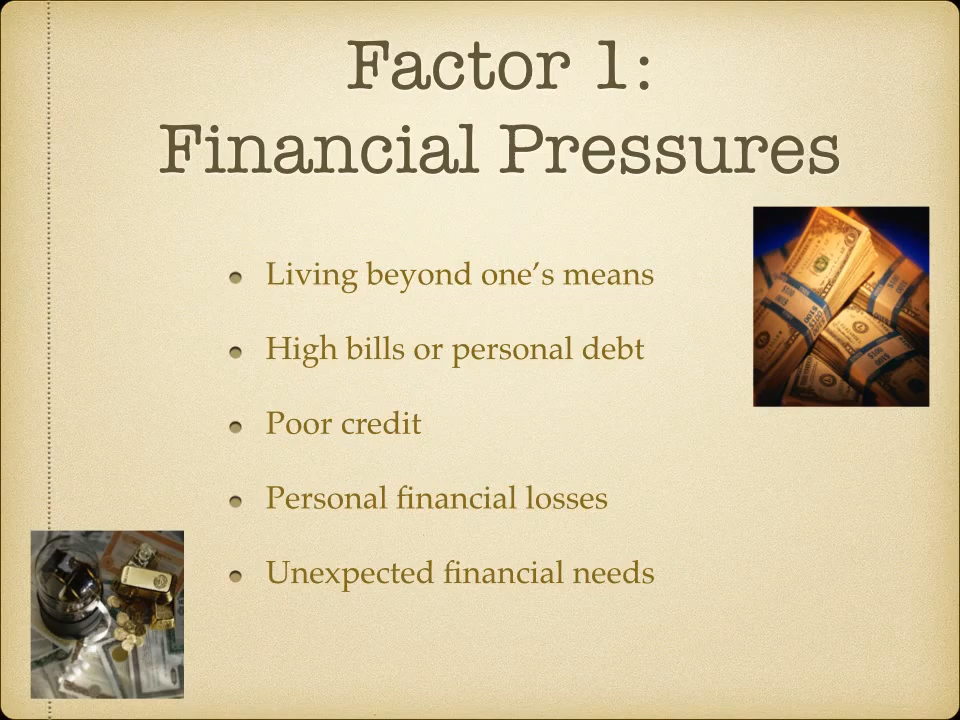 Factor 1:
Financial Pressures
Living beyond one’s means
High bills or personal debt
Poor credit
Personal financial losses
Unexpected financial needs